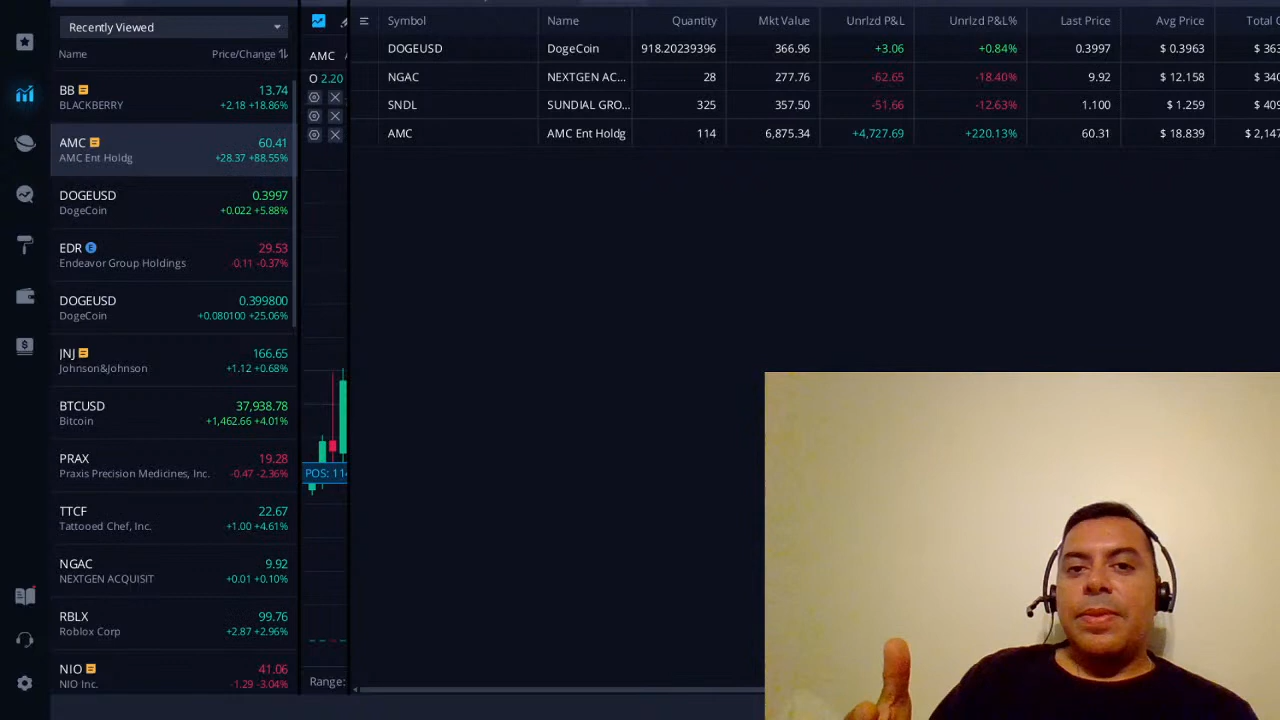 Recently Viewed
Name Price/Change
BB 13.74
BLACKBERRY +2.18 +18.86%
AMC 60.41
AMC Ent Holdg +28.37 +88.55%
DOGEUSD 0.3997
DogeCoin +0.022 +5.88%
EDR E 29.53
Endeavor Group Holdings -0.11 -0.37%
DOGEUSD 0.399800
DogeCoin +0.080100 +25.06%
JNJ 166.65
Johnson&Johnson +1.12 +0.68%
BTCUSD 37,938.78
Bitcoin +1,462.66 +4.01%
PRAX 19.28
Praxis Precision Medicines, Inc. -0.47 -2.36%
TTCF 22.67
Tattooed Chef, Inc. +1.00 +4.61%
NGAC 9.92
NEXTGEN ACQUISIT +0.01 +0.10%
RBLX 99.76
Roblox Corp +2.87 +2.96%
NIO 41.06
NIO Inc. -1.29 -3.04%
AMC
O 2.20
POS: 114
Range:
Symbol Name Quantity Mkt Value Unrlzd P&L Unrlzd P&L% Last Price Avg Price Total C
DOGEUSD DogeCoin 918.20239396 366.96 +3.06 +0.84% 0.3997 $ 0.3963 $ 363
NGAC NEXTGEN AC... 28 277.76 -62.65 -18.40% 9.92 $ 12.158 $ 340
SNDL SUNDIAL GRO... 325 357.50 -51.66 -12.63% 1.100 $ 1.259 $ 409
AMC AMC Ent Holdg 114 6,875.34 +4,727.69 +220.13% 60.31 $ 18.839 $ 2,147